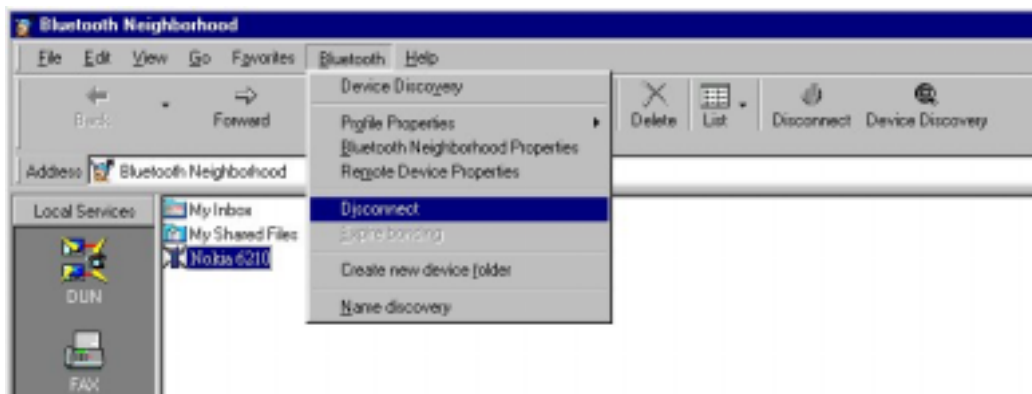 Bluetooth Neighborhood
File Edit View Go Favorites Bluetooth Help
Back Forward Delete List Disconnect Device Discovery
Address Bluetooth Neighborhood
Device Discovery
Profile Properties
Bluetooth Neighborhood Properties
Remote Device Properties
Disconnect
Expire bonding
Create new device folder
Name discovery
Local Services
DUN
FAX
My Inbox
My Shared Files
Nokia 6210